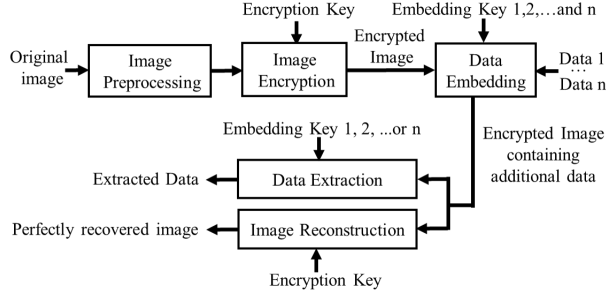 Encryption Key
Embedding Key 1,2,...and n
Original
image
Image
Preprocessing
Image
Encryption
Encrypted
Image
Data
Embedding
Data 1
...
Data n
Embedding Key 1, 2, ...or n
Encrypted Image
containing
additional data
Extracted Data
Data Extraction
Perfectly recovered image
Image Reconstruction
Encryption Key